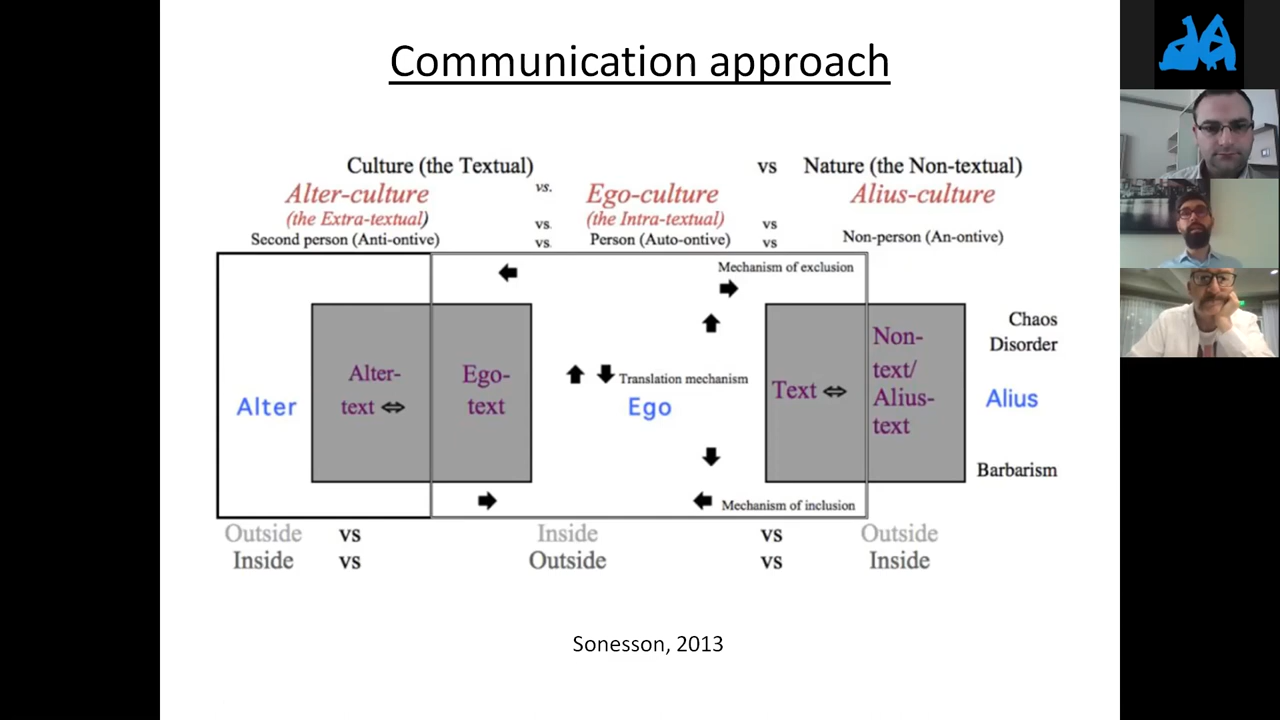 Communication approach
Culture (the Textual) vs Nature (the Non-textual)
Alter-culture vs. Ego-culture Alius-culture
(the Extra-textual) vs. (the Intra-textual) vs
Second person (Anti-ontive) vs. Person (Auto-ontive) vs Non-person (An-ontive)
Mechanism of exclusion
Chaos
Disorder
Alter
Alter-
text ⇔
Ego-
text
Translation mechanism
Ego
Text ⇔
Non-
text/
Alius-
text
Alius
Barbarism
Mechanism of inclusion
Outside vs Inside vs Outside
Inside vs Outside vs Inside
Sonesson, 2013